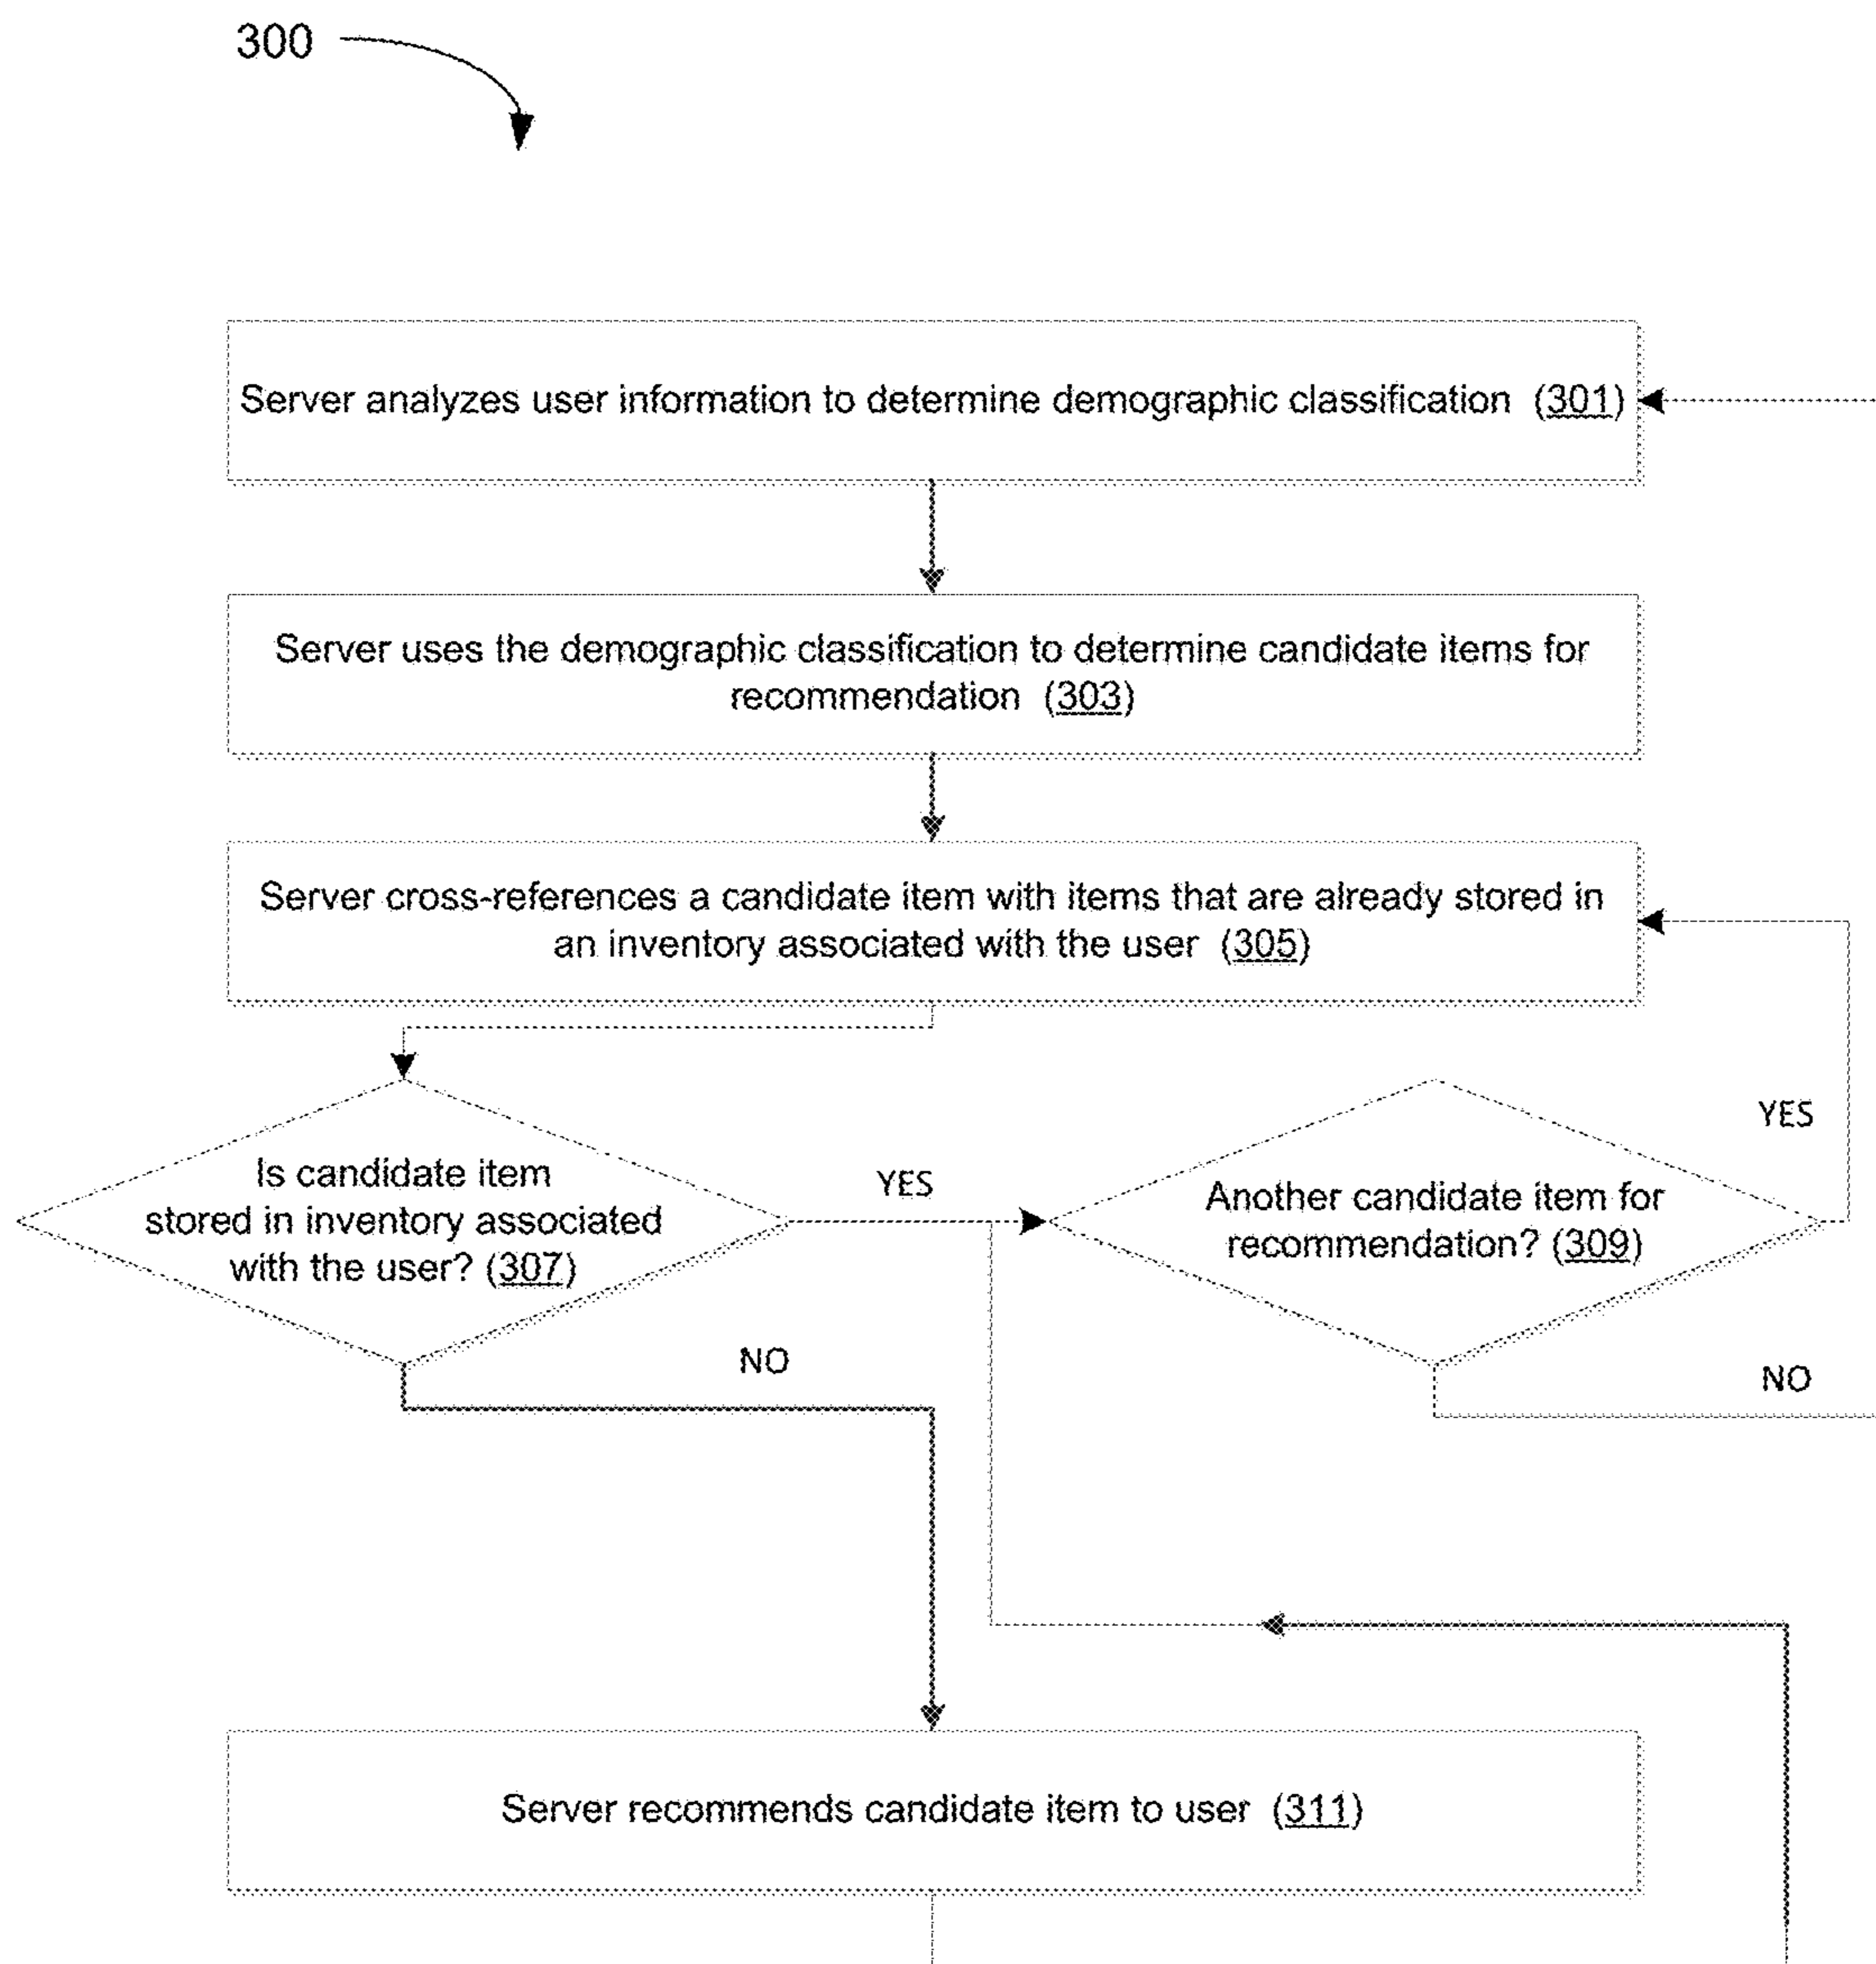 300
Server analyzes user information to determine demographic classification (301)
Server uses the demographic classification to determine candidate items for
recommendation (303)
Server cross-references a candidate item with items that are already stored in
an inventory associated with the user (305)
Is candidate item
stored in inventory associated
with the user? (307)
YES
Another candidate item for
recommendation? (309)
YES
NO
NO
Server recommends candidate item to user (311)